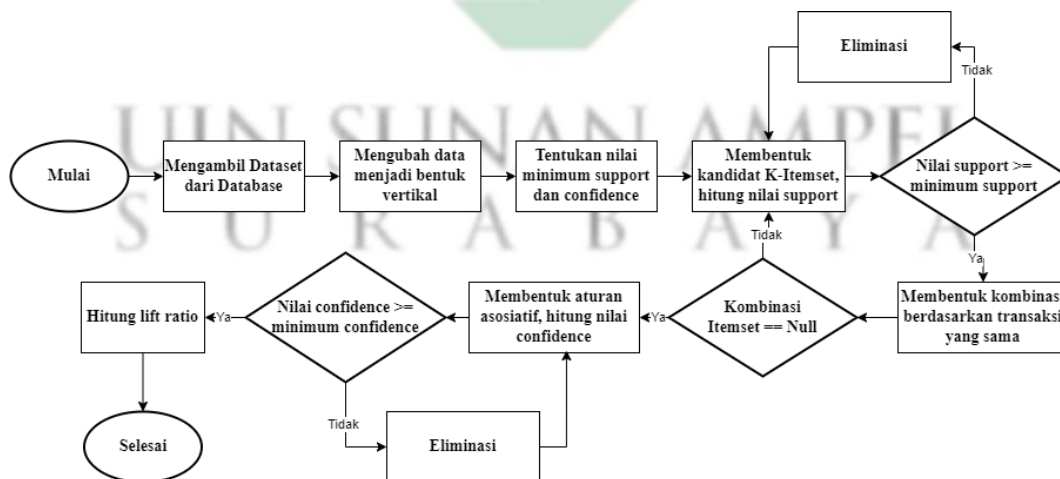 UIN SUNAN AMPEL
SURABAYA
Mulai
Mengambil Dataset
dari Database
Mengubah data
menjadi bentuk
vertikal
Tentukan nilai
minimum support
dan confidence
Membentuk
kandidat K-Itemset,
hitung nilai support
Nilai support >=
minimum support
Tidak
Eliminasi
Ya
Membentuk kombinasi
berdasarkan transaksi
yang sama
Kombinasi
Itemset == Null
Tidak
Ya
Membentuk aturan
asosiatif, hitung nilai
confidence
Nilai confidence >=
minimum confidence
Tidak
Eliminasi
Ya
Hitung lift ratio
Selesai